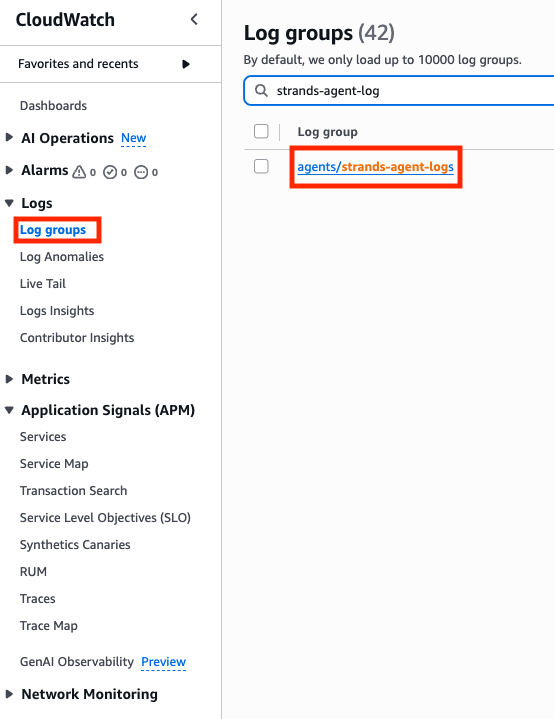 CloudWatch
Favorites and recents
Dashboards
AI Operations New
Alarms 0 0 0
Logs
Log groups
Log Anomalies
Live Tail
Logs Insights
Contributor Insights
Metrics
Application Signals (APM)
Services
Service Map
Transaction Search
Service Level Objectives (SLO)
Synthetics Canaries
RUM
Traces
Trace Map
GenAI Observability Preview
Network Monitoring
Log groups (42)
By default, we only load up to 10000 log groups.
strands-agent-log
Log group
agents/strands-agent-logs